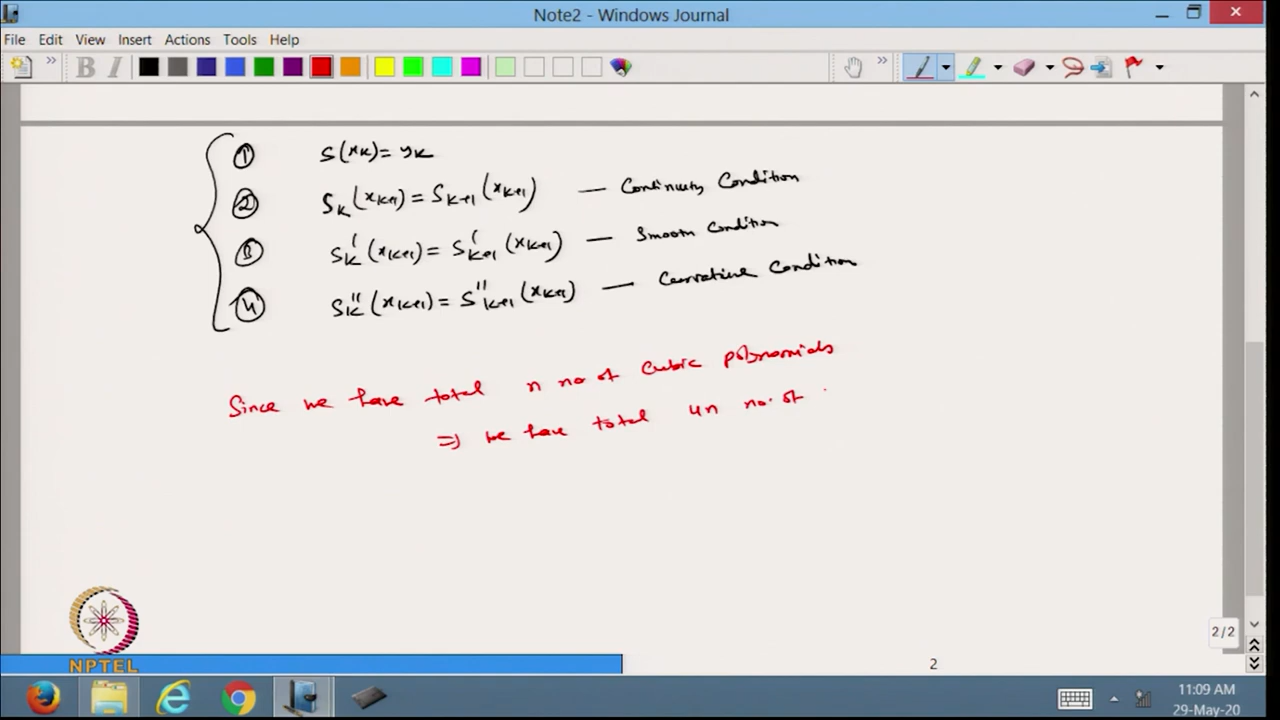 Note2 - Windows Journal
File Edit View Insert Actions Tools Help
① S(xₖ) = yₖ
② Sₖ(xₖ₊₁) = Sₖ₊₁(xₖ₊₁) — Continuity Condition
③ Sₖ'(xₖ₊₁) = S'ₖ₊₁(xₖ₊₁) — Smooth Condition
④ Sₖ''(xₖ₊₁) = S''ₖ₊₁(xₖ₊₁) — Curvature Condition
Since we have total n no of Cubic polynomials
⇒ we have total 4n no. of
2/2
NPTEL
2
11:09 AM
29-May-20